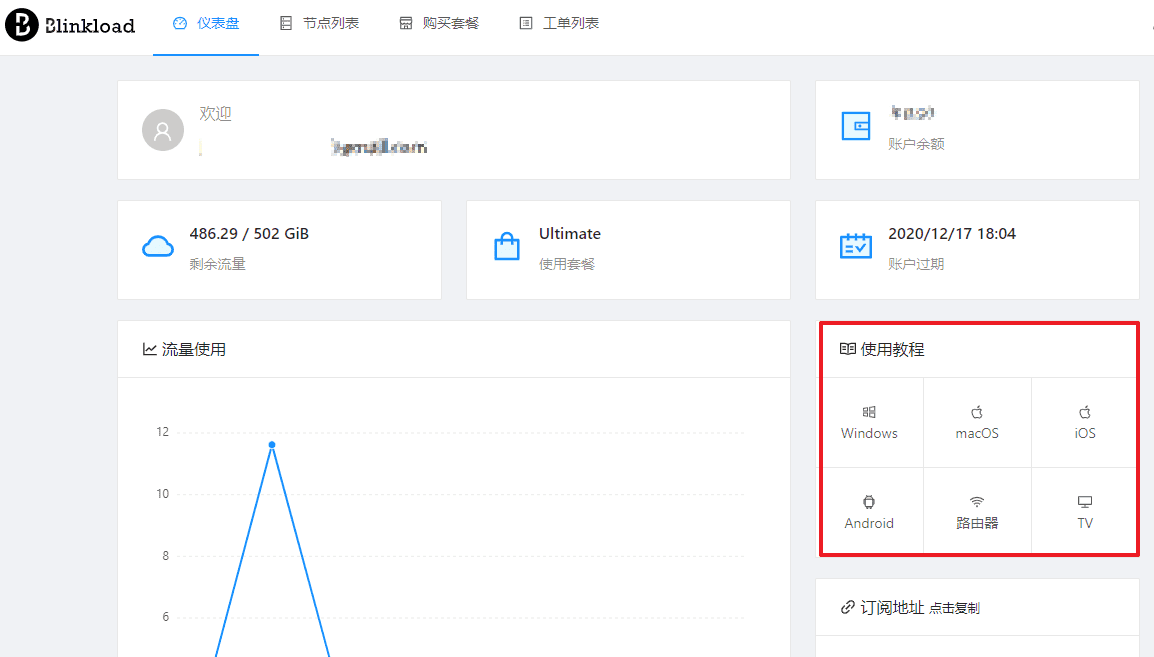 Blinkload
仪表盘
节点列表
购买套餐
工单列表
欢迎
账户余额
486.29 / 502 GiB
剩余流量
Ultimate
使用套餐
2020/12/17 18:04
账户过期
流量使用
12
10
8
6
使用教程
Windows
macOS
iOS
Android
路由器
TV
订阅地址 点击复制